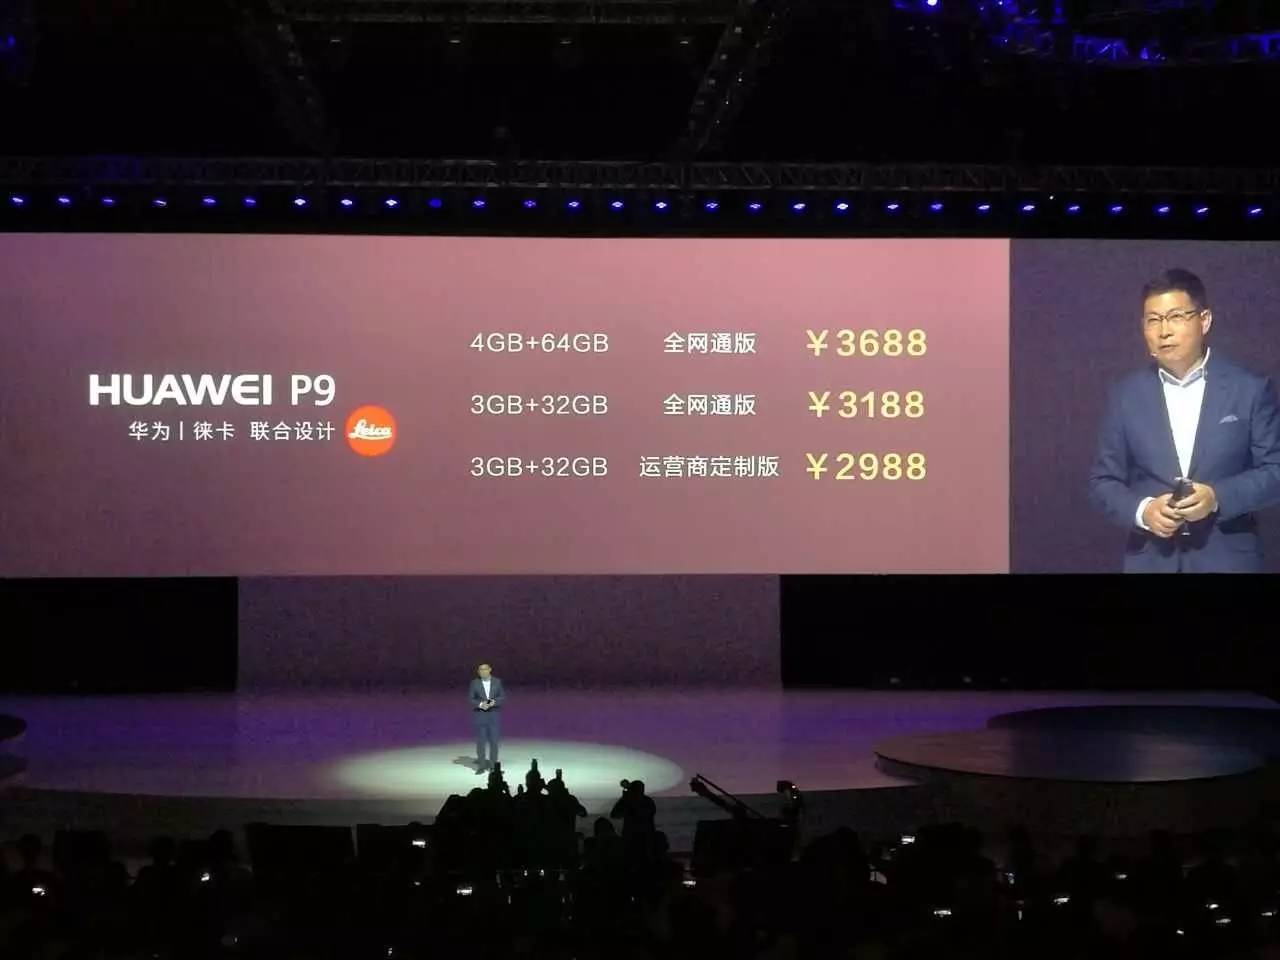 HUAWEI P9
华为 | 徕卡 联合设计
Leica
4GB+64GB 全网通版 ￥3688
3GB+32GB 全网通版 ￥3188
3GB+32GB 运营商定制版 ￥2988